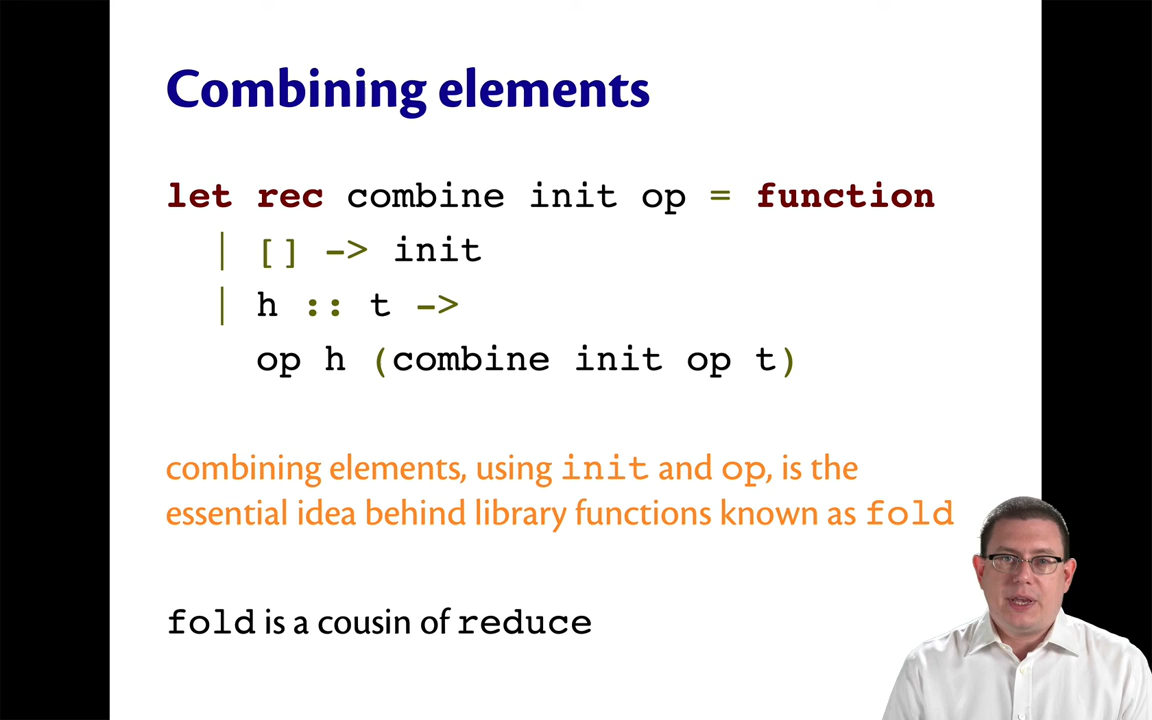 Combining elements
let rec combine init op = function
| [] -> init
| h :: t ->
op h (combine init op t)
combining elements, using init and op, is the
essential idea behind library functions known as fold
fold is a cousin of reduce